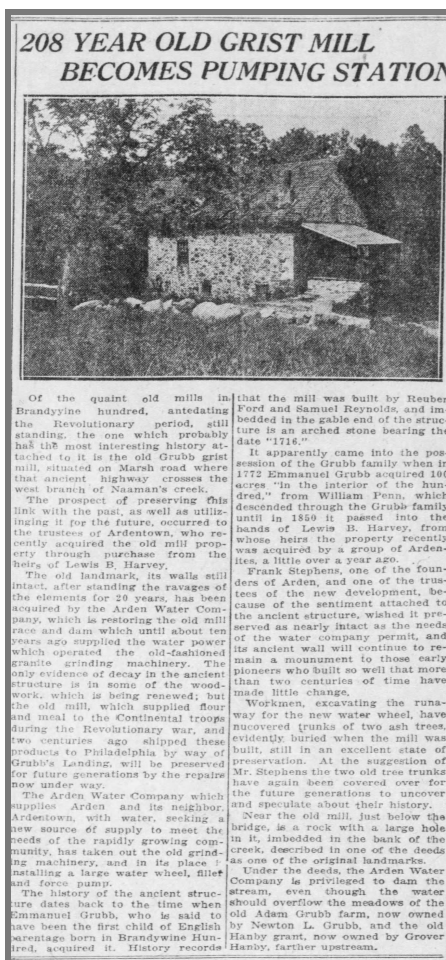 208 YEAR OLD GRIST MILL
BECOMES PUMPING STATION
Of the quaint old mills in
Brandyyine hundred, antedating
the Revolutionary period, still
standing, the one which probably
has the most interesting history at-
tached to it is the old Grubb grist
mill, situated on Marsh road where
that ancient highway crosses the
west branch of Naaman's creek.
The prospect of preserving this
link with the past, as well as utiliz-
inging it for the future, occurred to
the trustees of Ardentown, who re-
cently acquired the old mill prop-
erty through purchase from the
heirs of Lewis B. Harvey.
The old landmark, its walls still
intact, after standing the ravages of
the elements for 20 years, has been
acquired by the Arden Water Com-
pany, which is restoring the old mill
race and dam which until about ten
years ago supplied the water power
which operated the old-fashioned
granite grinding machinery. The
only evidence of decay in the ancient
structure is in some of the wood-
work, which is being renewed; but
the old mill, which supplied flour
and meal to the Continental troops
during the Revolutionary war, and
two centuries ago shipped these
products to Philadelphia by way of
Grubb's Landing, will be preserved
for future generations by the repairs
now under way.
The Arden Water Company which
supplies Arden and its neighbor,
Ardentown, with water, seeking a
new source of supply to meet the
needs of the rapidly growing com-
munity, has taken out the old grind-
ing machinery, and in its place i
nstalling a large water wheel, fillet
and force pump.
The history of the ancient struc-
ture dates back to the time when
Emmanuel Grubb, who is said to
have been the first child of English
parentage born in Brandywine Hun-
dred, acquired it. History records
that the mill was built by Reuben
Ford and Samuel Reynolds, and im-
bedded in the gable end of the struc-
ture is an arched stone bearing the
date "1716."
It apparently came into the pos-
session of the Grubb family when in
1772 Emmanuel Grubb acquired 100
acres "in the interior of the hun-
dred," from William Penn, which
descended through the Grubb family
until in 1850 it passed into the
hands of Lewis B. Harvey, from
whose heirs the property recently
was acquired by a group of Arden-
ites, a little over a year ago.
Frank Stephens, one of the foun-
ders of Arden, and one of the trus-
tees of the new development, be-
cause of the sentiment attached to
the ancient structure, wished it pre-
served as nearly intact as the needs
of the water company permit, and
its ancient wall will continue to re-
main a mounument to those early
pioneers who built so well that more
than two centuries of time have
made little change.
Workmen, excavating the runa-
way for the new water wheel, have
nucovered trunks of two ash trees,
evidently buried when the mill was
built, still in an excellent state of
preservation. At the suggestion of
Mr. Stephens the two old tree trunks
have again been covered over for
the future generations to uncover
and speculate about their history.
Near the old mill, just below the
bridge, is a rock with a large hole
in it, imbedded in the bank of the
creek, described in one of the deeds
as one of the original landmarks.
Under the deeds, the Arden Water
Company is privileged to dam the
stream, even though the water
should overflow the meadows of the
old Adam Grubb farm, now owned
by Newton L. Grubb, and the old
Hanby grant, now owned by Grover
Hanby, farther upstream.